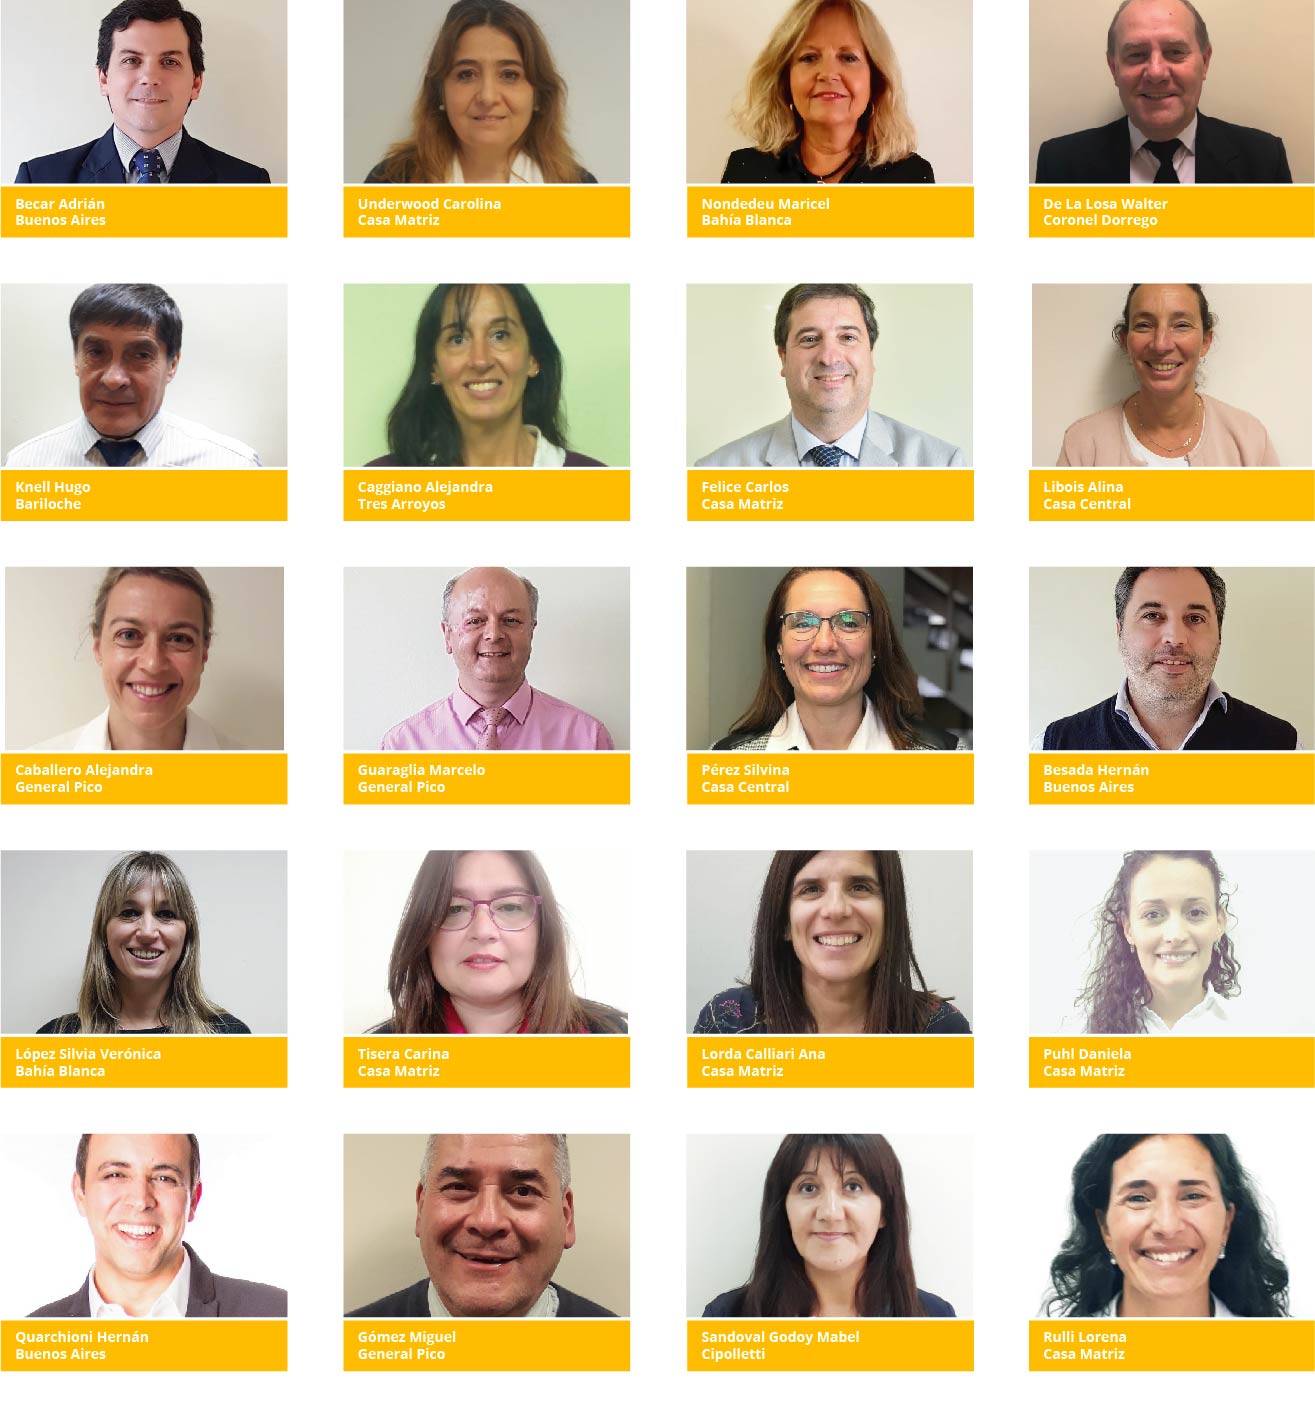 Becar Adrián
Buenos Aires
Underwood Carolina
Casa Matriz
Nondedeu Maricel
Bahía Blanca
De La Losa Walter
Coronel Dorrego
Knell Hugo
Bariloche
Caggiano Alejandra
Tres Arroyos
Felice Carlos
Casa Matriz
Libois Alina
Casa Central
Caballero Alejandra
General Pico
Guaraglia Marcelo
General Pico
Pérez Silvina
Casa Central
Besada Hernán
Buenos Aires
López Silvia Verónica
Bahía Blanca
Tisera Carina
Casa Matriz
Lorda Calliari Ana
Casa Matriz
Puhl Daniela
Casa Matriz
Quarchioni Hernán
Buenos Aires
Gómez Miguel
General Pico
Sandoval Godoy Mabel
Cipolletti
Rulli Lorena
Casa Matriz